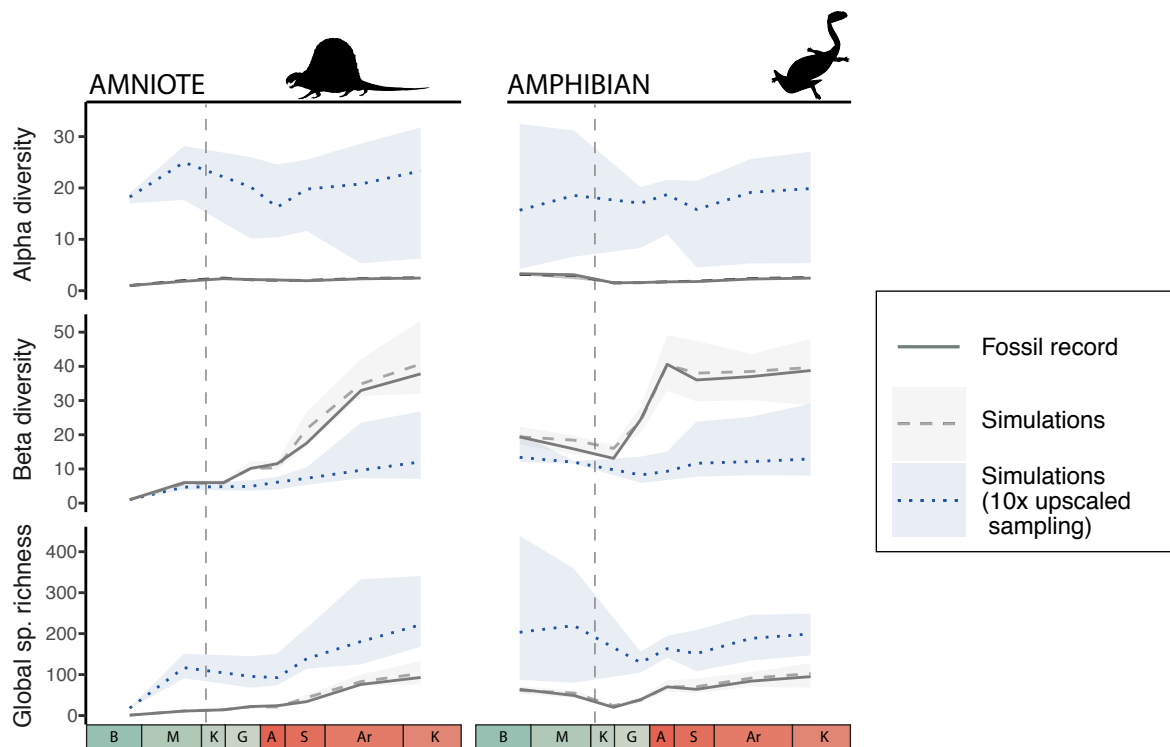 AMNIOTE
AMPHIBIAN
Alpha diversity
30
20
10
0
Beta diversity
50
40
30
20
10
0
Global sp. richness
400
300
200
100
0
B M K G A S Ar K
B M K G A S Ar K
Fossil record
Simulations
Simulations
(10x upscaled
sampling)